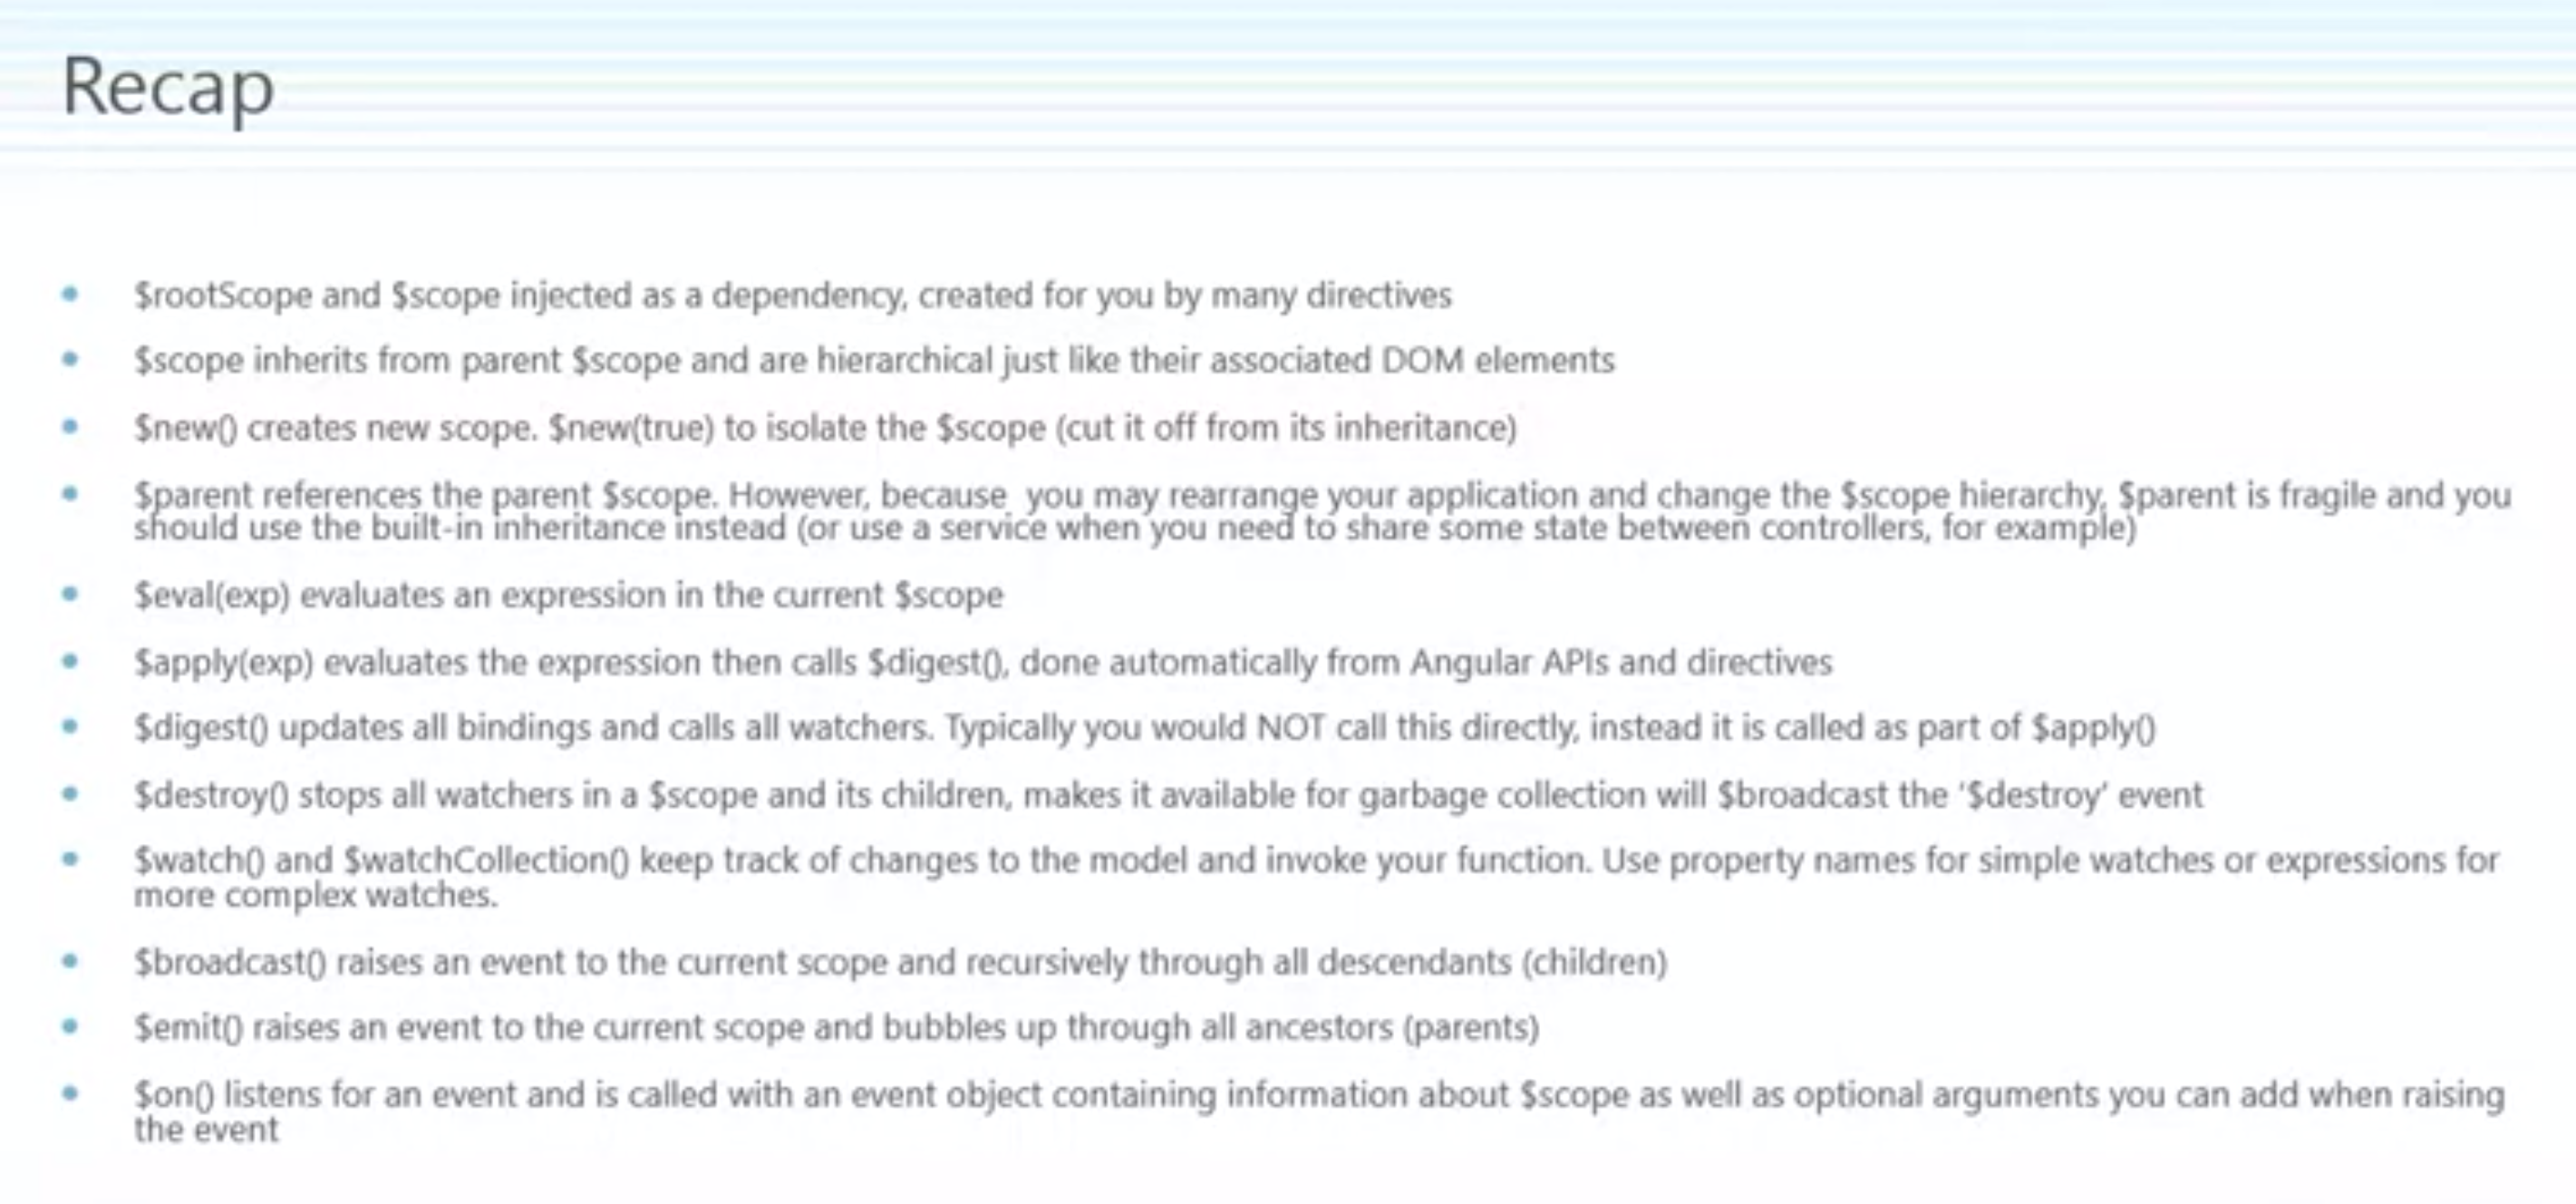 Recap
• $rootScope and $scope injected as a dependency, created for you by many directives
• $scope inherits from parent $scope and are hierarchical just like their associated DOM elements
• $new() creates new scope. $new(true) to isolate the $scope (cut it off from its inheritance)
• $parent references the parent $scope. However, because  you may rearrange your application and change the $scope hierarchy, $parent is fragile and you
should use the built-in inheritance instead (or use a service when you need to share some state between controllers, for example)
• $eval(exp) evaluates an expression in the current $scope
• $apply(exp) evaluates the expression then calls $digest(), done automatically from Angular APIs and directives
• $digest() updates all bindings and calls all watchers. Typically you would NOT call this directly, instead it is called as part of $apply()
• $destroy() stops all watchers in a $scope and its children, makes it available for garbage collection will $broadcast the ‘$destroy’ event
• $watch() and $watchCollection() keep track of changes to the model and invoke your function. Use property names for simple watches or expressions for
more complex watches.
• $broadcast() raises an event to the current scope and recursively through all descendants (children)
• $emit() raises an event to the current scope and bubbles up through all ancestors (parents)
• $on() listens for an event and is called with an event object containing information about $scope as well as optional arguments you can add when raising
the event